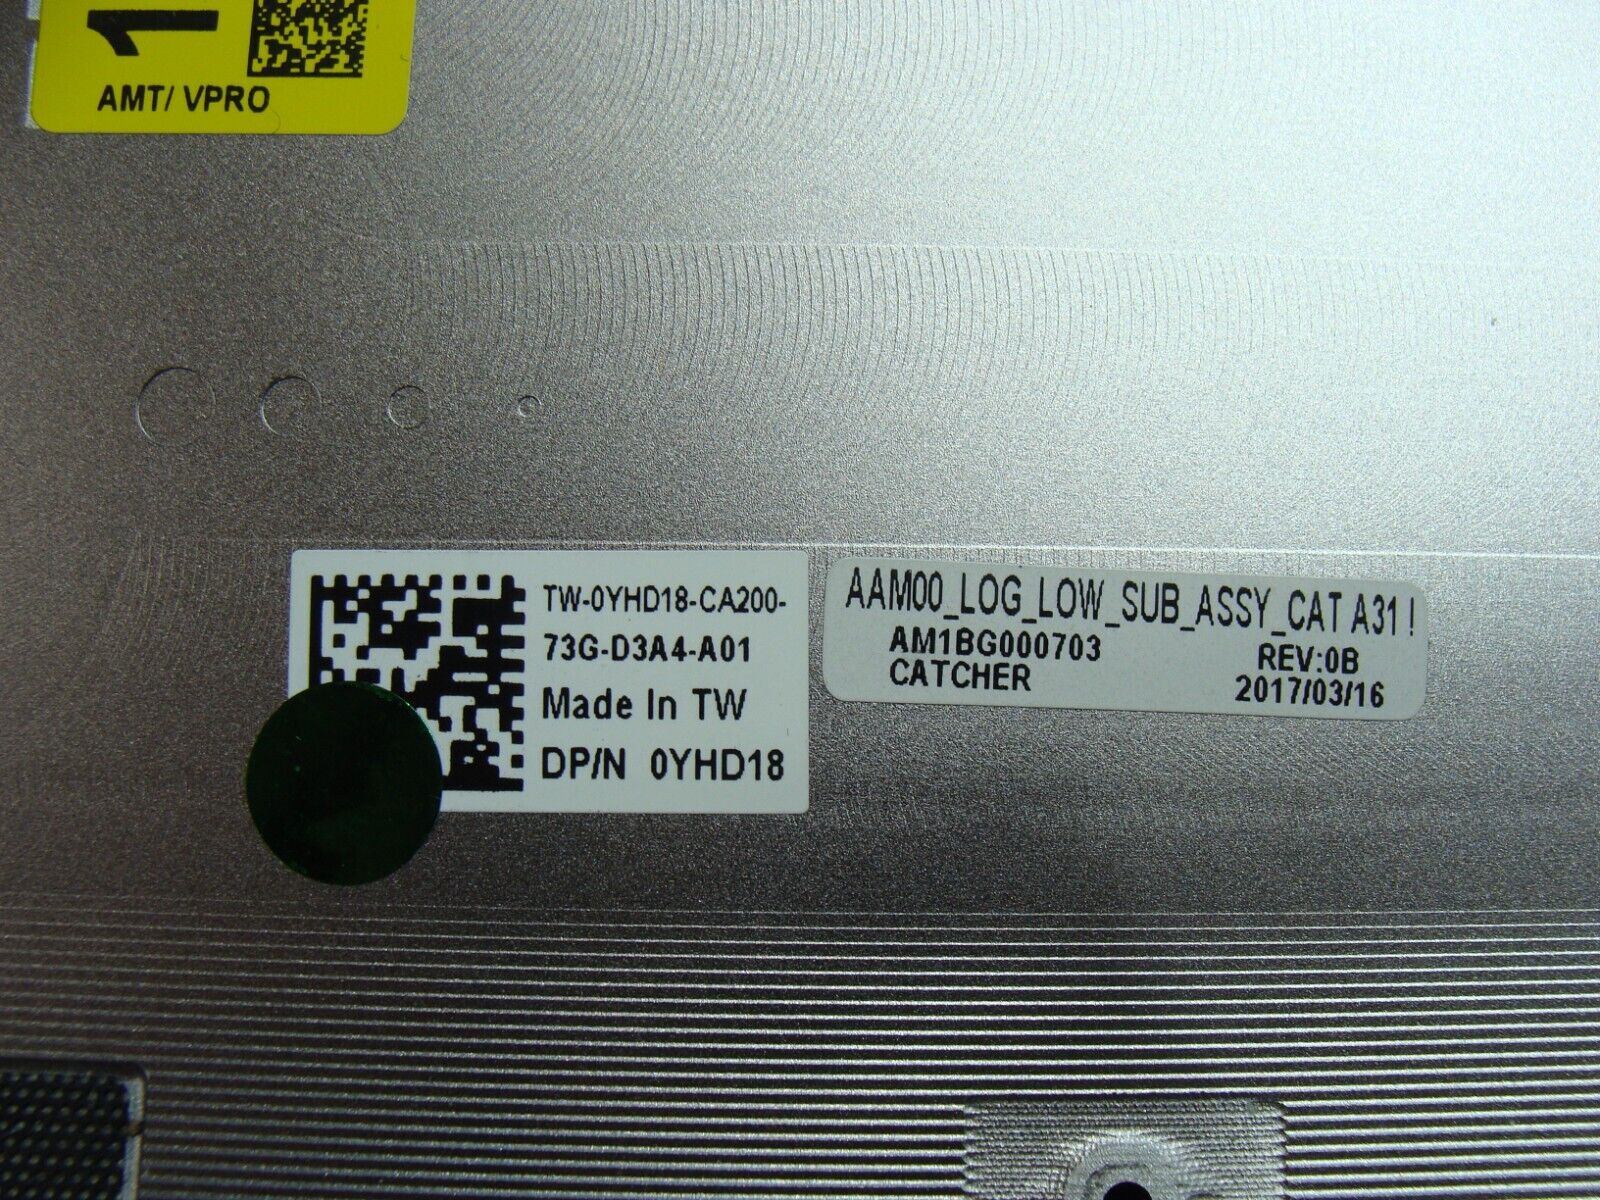 1
AMT/ VPRO
TW-0YHD18-CA200-
73G-D3A4-A01
Made In TW
DP/N 0YHD18
AAM00_LOG_LOW_SUB_ASSY_CAT A31 !
AM1BG000703
CATCHER
REV:0B
2017/03/16